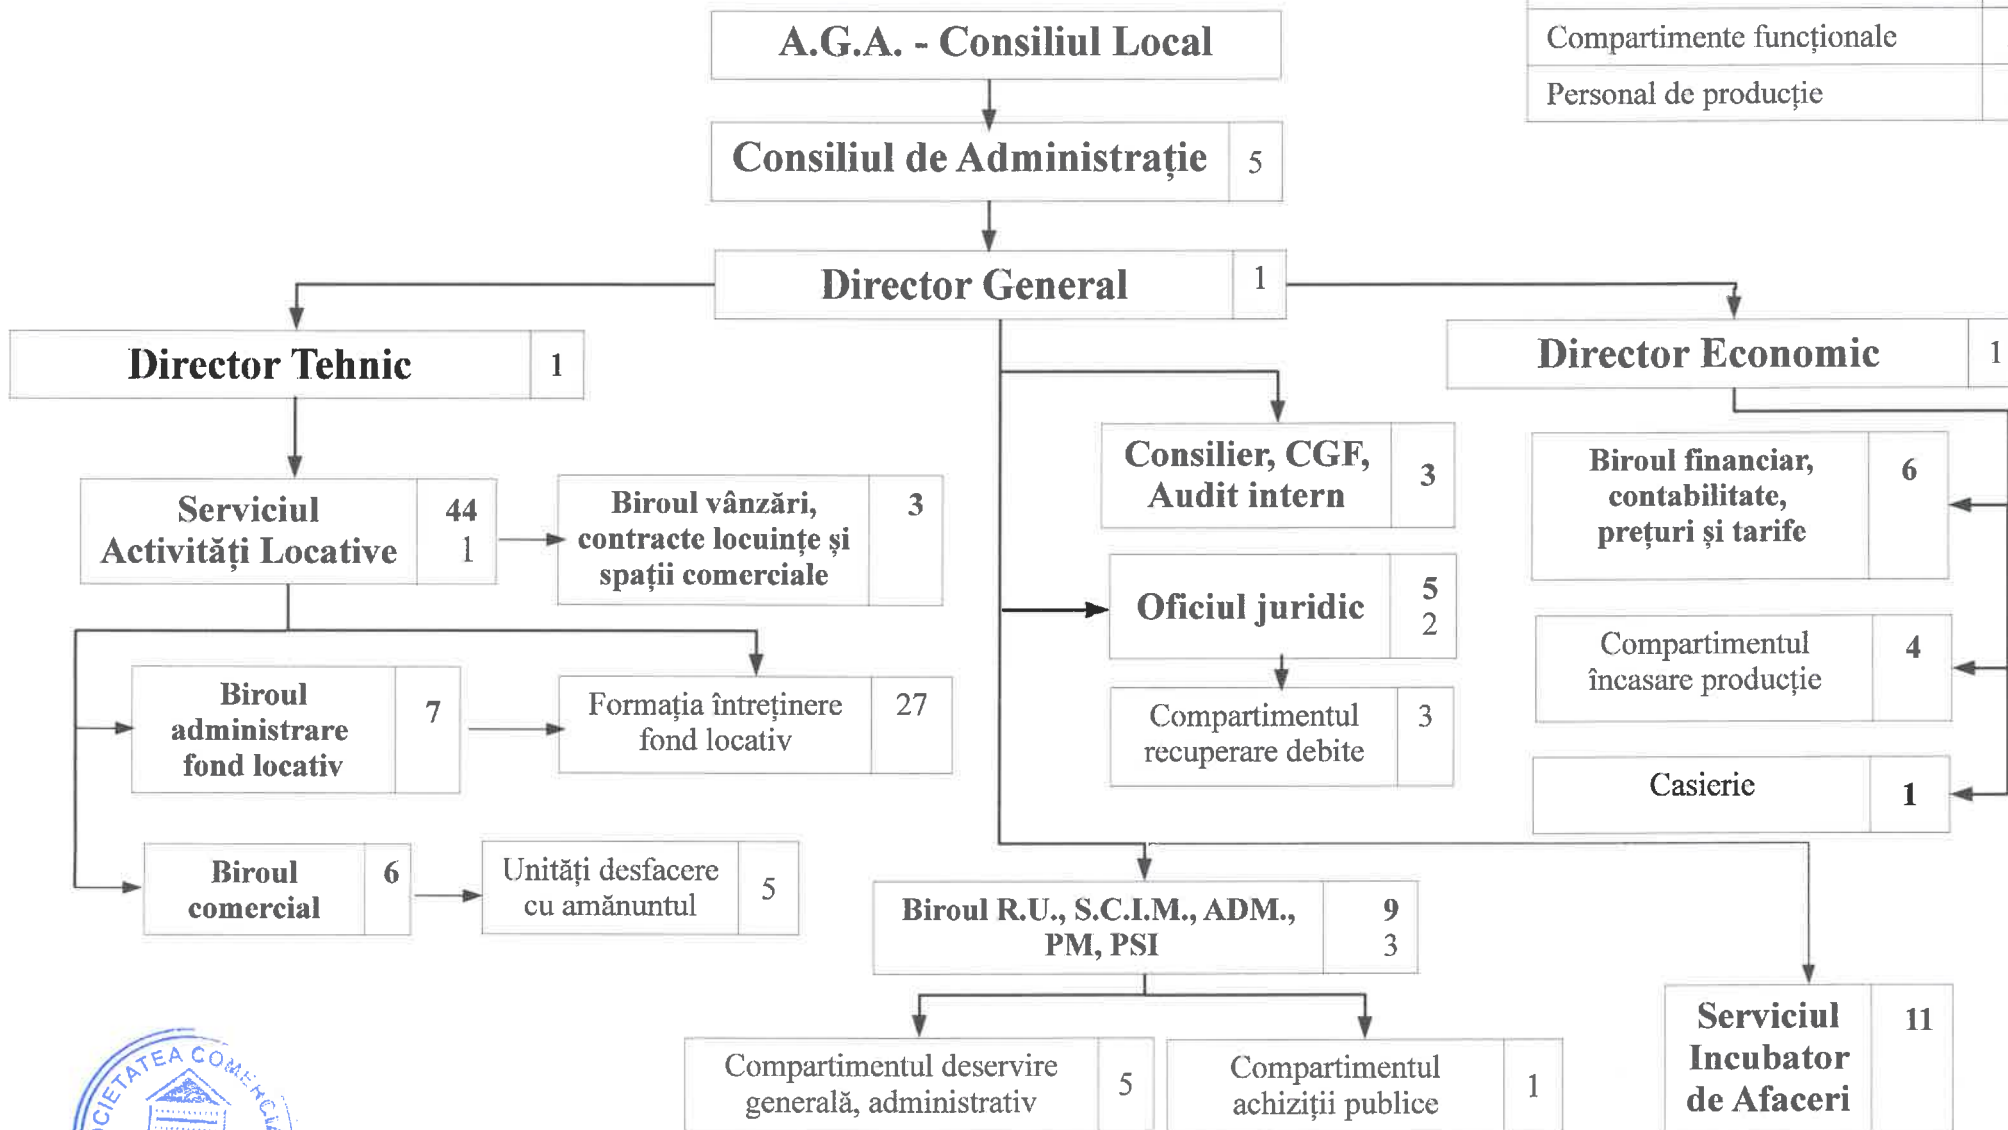 A.G.A. - Consiliul Local
Compartimente funcționale
Personal de producție
Consiliul de Administrație 5
Director General 1
Director Tehnic 1
Director Economic 1
Serviciul 44
Activități Locative 1
Biroul vânzări, 3
contracte locuințe și
spații comerciale
Consilier, CGF, 3
Audit intern
Biroul financiar, 6
contabilitate,
prețuri și tarife
Oficiul juridic 5
2
Compartimentul 4
încasare producție
Biroul 7
administrare
fond locativ
Formația întreținere 27
fond locativ
Compartimentul 3
recuperare debite
Casierie 1
Biroul 6
comercial
Unități desfacere 5
cu amănuntul
Biroul R.U., S.C.I.M., ADM., 9
PM, PSI 3
Compartimentul deservire 5
generală, administrativ
Compartimentul 1
achiziții publice
Serviciul 11
Incubator
de Afaceri